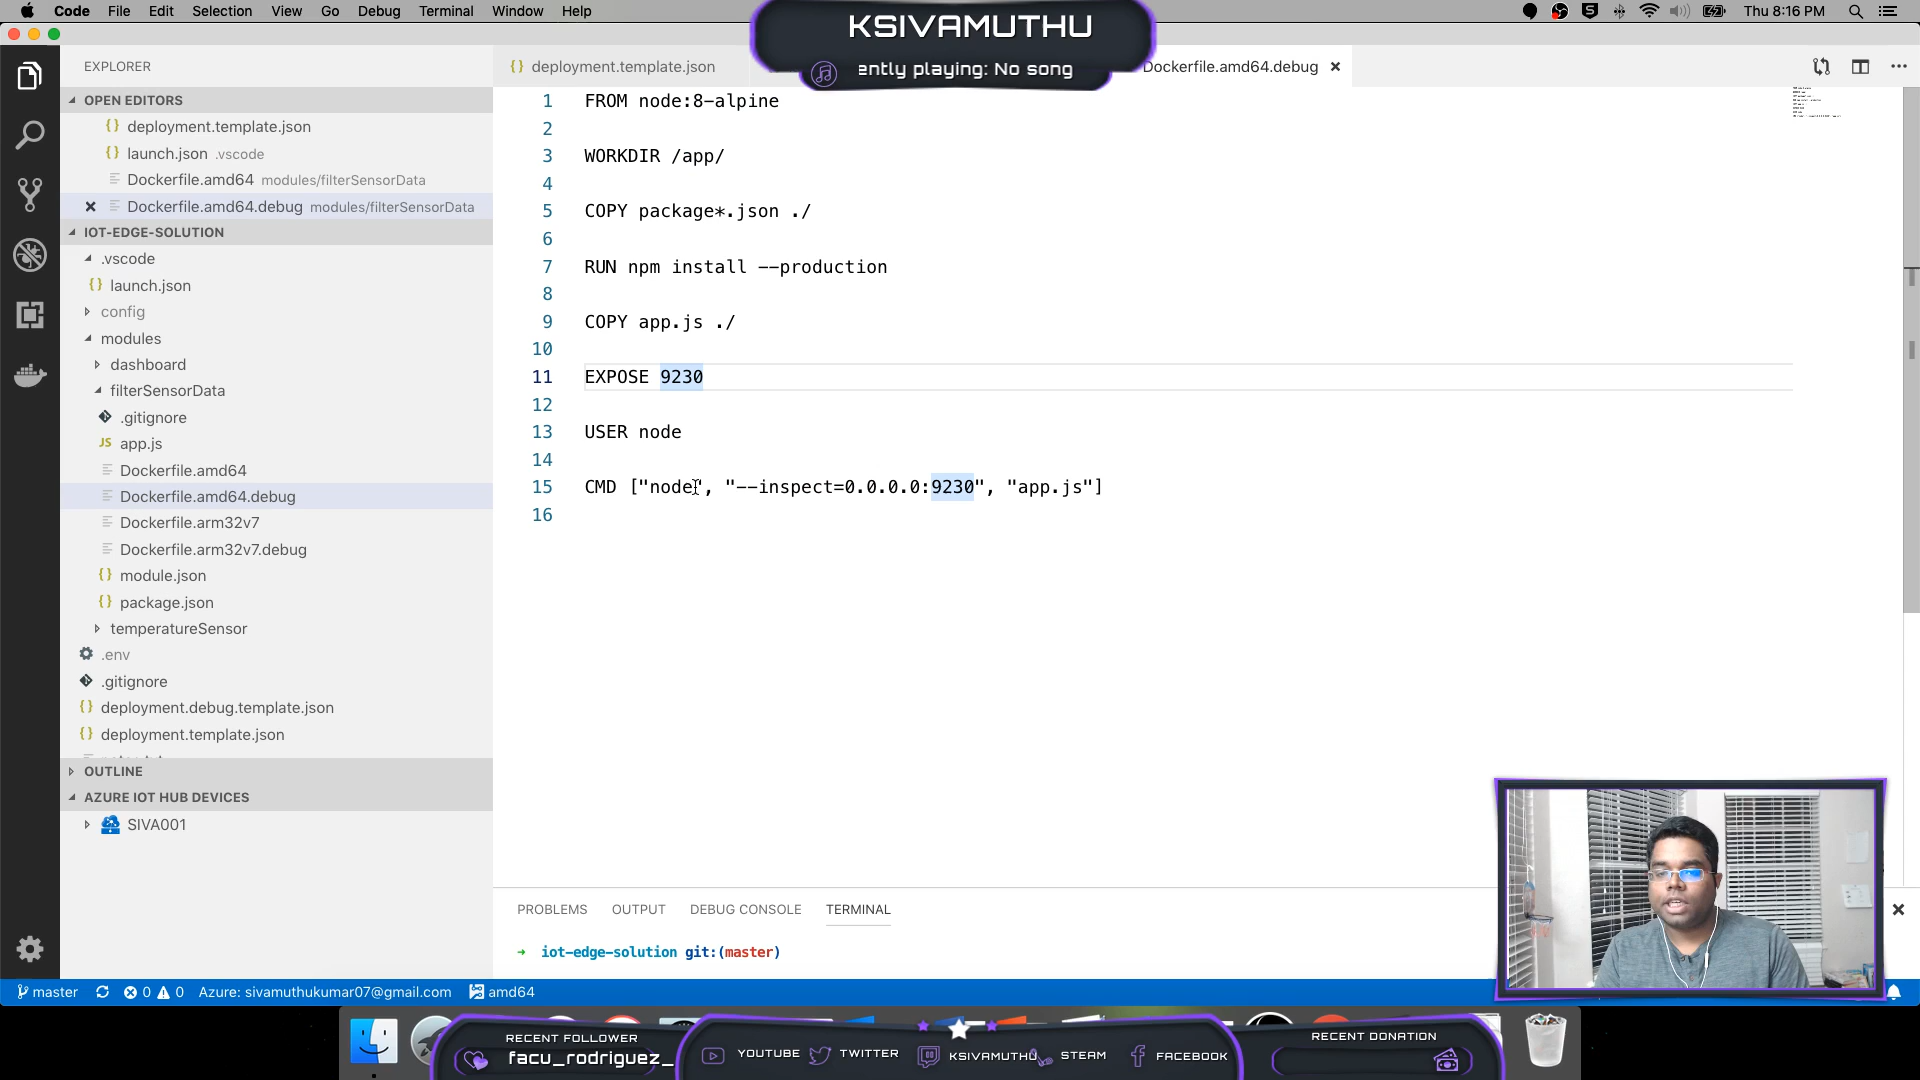 Code File Edit Selection View Go Debug Terminal Window Help
Thu 8:16 PM
KSIVAMUTHU
ently playing: No song
EXPLORER
OPEN EDITORS
deployment.template.json
launch.json .vscode
Dockerfile.amd64 modules/filterSensorData
Dockerfile.amd64.debug modules/filterSensorData
IOT-EDGE-SOLUTION
.vscode
launch.json
config
modules
dashboard
filterSensorData
.gitignore
JS app.js
Dockerfile.amd64
Dockerfile.amd64.debug
Dockerfile.arm32v7
Dockerfile.arm32v7.debug
module.json
package.json
temperatureSensor
.env
.gitignore
deployment.debug.template.json
deployment.template.json
OUTLINE
AZURE IOT HUB DEVICES
SIVA001
deployment.template.json
Dockerfile.amd64.debug
1 FROM node:8-alpine
2
3 WORKDIR /app/
4
5 COPY package*.json ./
6
7 RUN npm install --production
8
9 COPY app.js ./
10
11 EXPOSE 9230
12
13 USER node
14
15 CMD ["node", "--inspect=0.0.0.0:9230", "app.js"]
16
PROBLEMS OUTPUT DEBUG CONSOLE TERMINAL
→ iot-edge-solution git:(master)
master 0 0 Azure: sivamuthukumar07@gmail.com amd64
RECENT FOLLOWER
facu_rodriguez_
YOUTUBE TWITTER KSIVAMUTHU STEAM FACEBOOK
RECENT DONATION